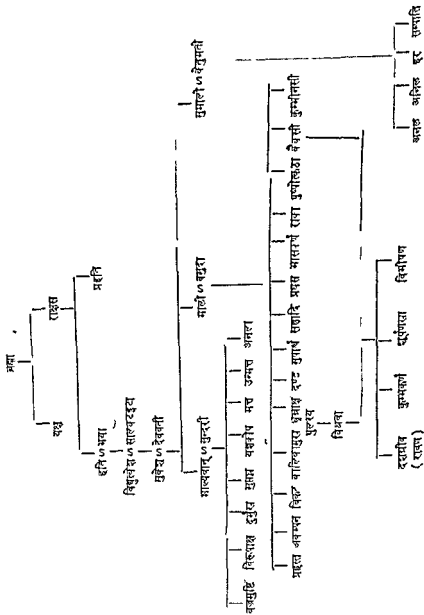 ब्रह्मा
यक्ष राक्षस
हेति ऽ भया प्रहेति
विद्युत्केश ऽ सालकटङ्कटा
सुकेश ऽ देववती
माल्यवान् ऽ सुन्दरी माली ऽ वसुदा सुमाली ऽ केतुमती
वज्रमुष्टि विरूपाक्ष दुर्मुख सुप्तघ्न यज्ञकोप मत्त उन्मत्त अनला
प्रहस्त अकम्पन विकट कालिकामुख धूम्राक्ष दण्ड सुपार्श्व संह्रादि प्रघस भासकर्ण राका पुष्पोत्कटा कैकसी कुम्भीनसी
पुलस्त्य
विश्रवा
दशग्रीव कुम्भकर्ण शूर्पणखा विभीषण
(रावण)
अनल अनिल हर सम्पाति